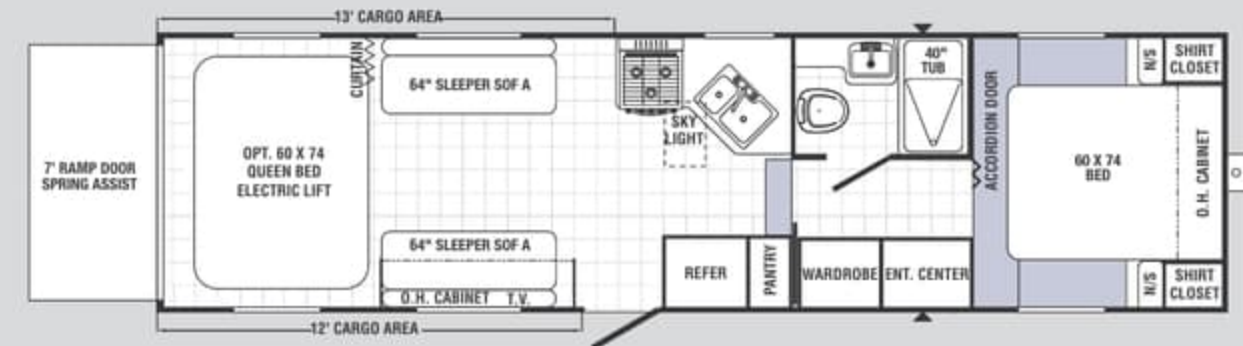 13' CARGO AREA
7' RAMP DOOR
SPRING ASSIST
OPT. 60 X 74
QUEEN BED
ELECTRIC LIFT
CURTAIN
64" SLEEPER SOFA
64" SLEEPER SOFA
O.H. CABINET T.V.
12' CARGO AREA
SKY
LIGHT
REFER
PANTRY
WARDROBE
ENT. CENTER
40"
TUB
ACCORDION DOOR
60 X 74
BED
N/S
SHIRT
CLOSET
O.H. CABINET
N/S
SHIRT
CLOSET